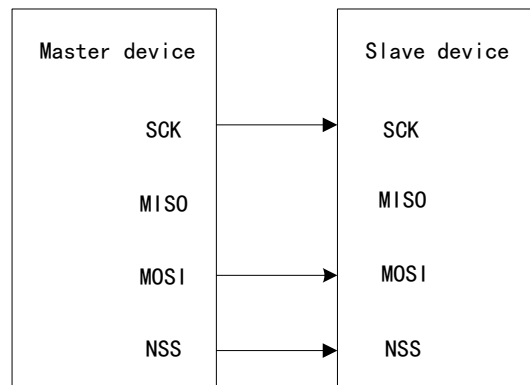 Master device
Slave device
SCK
SCK
MISO
MISO
MOSI
MOSI
NSS
NSS